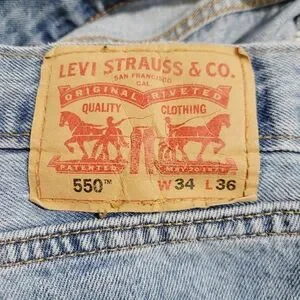 LEVI STRAUSS & CO.
SAN FRANCISCO
CAL.
ORIGINAL RIVETED
QUALITY CLOTHING
PATENTED MAY 20 1873
550™ W 34 L 36